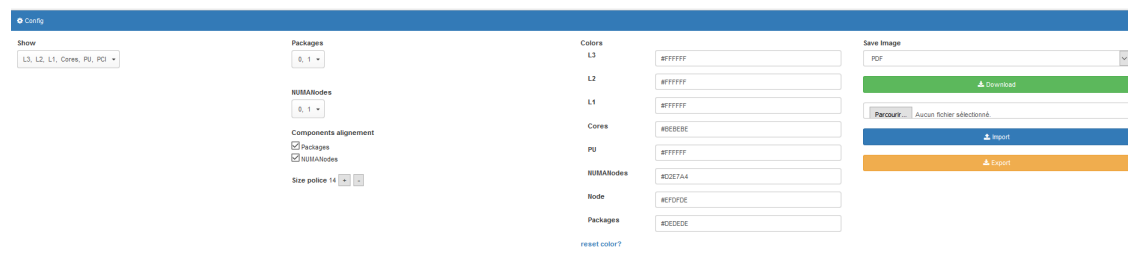 Config
Show
L3, L2, L1, Cores, PU, PCI
Packages
0, 1
NUMANodes
0, 1
Components alignment
Packages
NUMANodes
Size police 14 + -
Colors
L3 #FFFFFF
L2 #FFFFFF
L1 #FFFFFF
Cores #BEBEBE
PU #FFFFFF
NUMANodes #D2E7A4
Node #EFDFDE
Packages #DEDEDE
reset color?
Save Image
PDF
Download
Parcourir... Aucun fichier sélectionné.
Import
Export